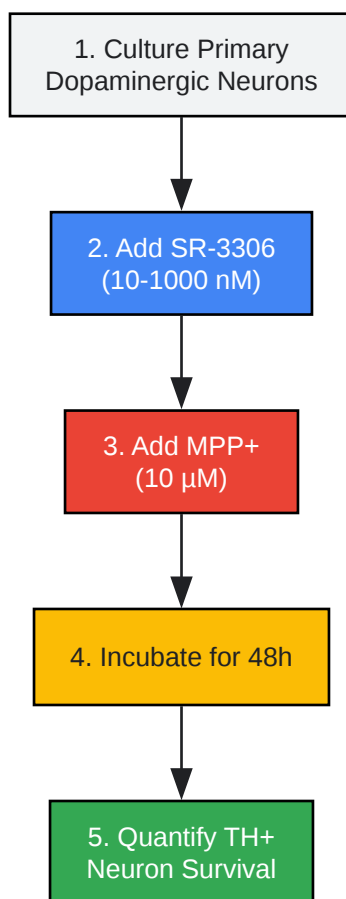 1. Culture Primary
Dopaminergic Neurons
2. Add SR-3306
(10-1000 nM)
3. Add MPP+
(10 µM)
4. Incubate for 48h
5. Quantify TH+
Neuron Survival